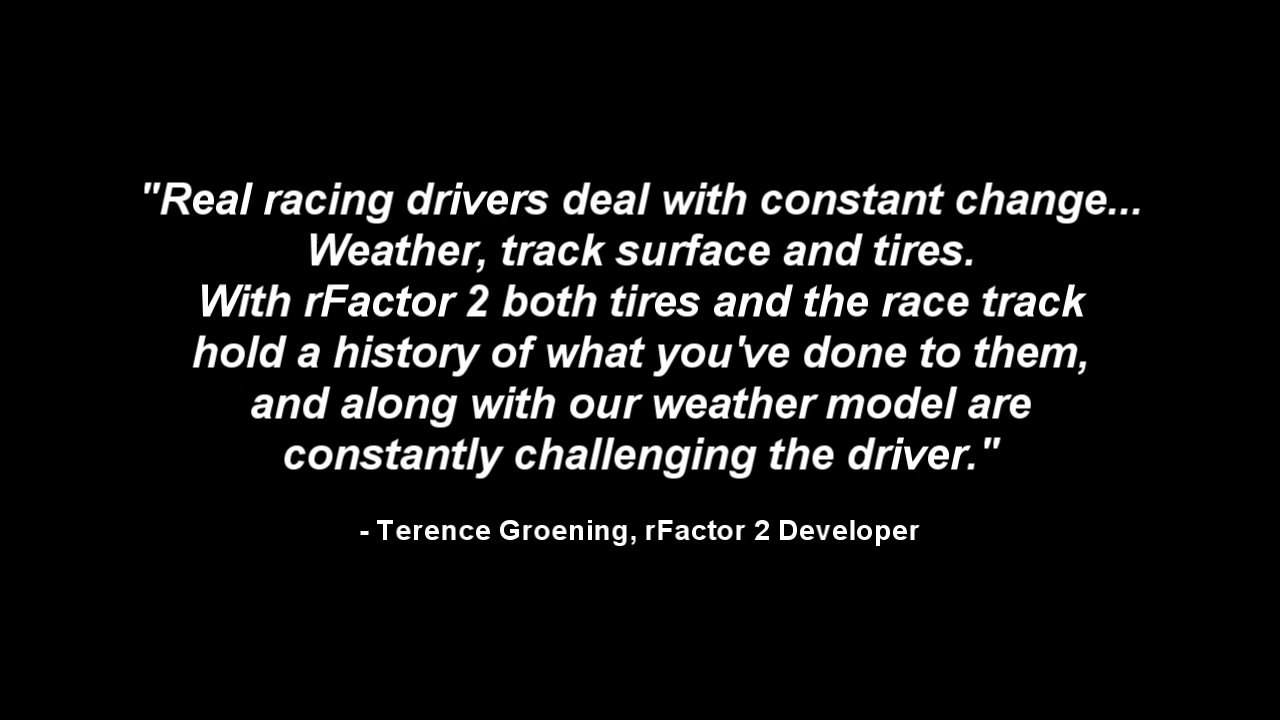 "Real racing drivers deal with constant change...
Weather, track surface and tires.
With rFactor 2 both tires and the race track
hold a history of what you've done to them,
and along with our weather model are
constantly challenging the driver."
- Terence Groening, rFactor 2 Developer